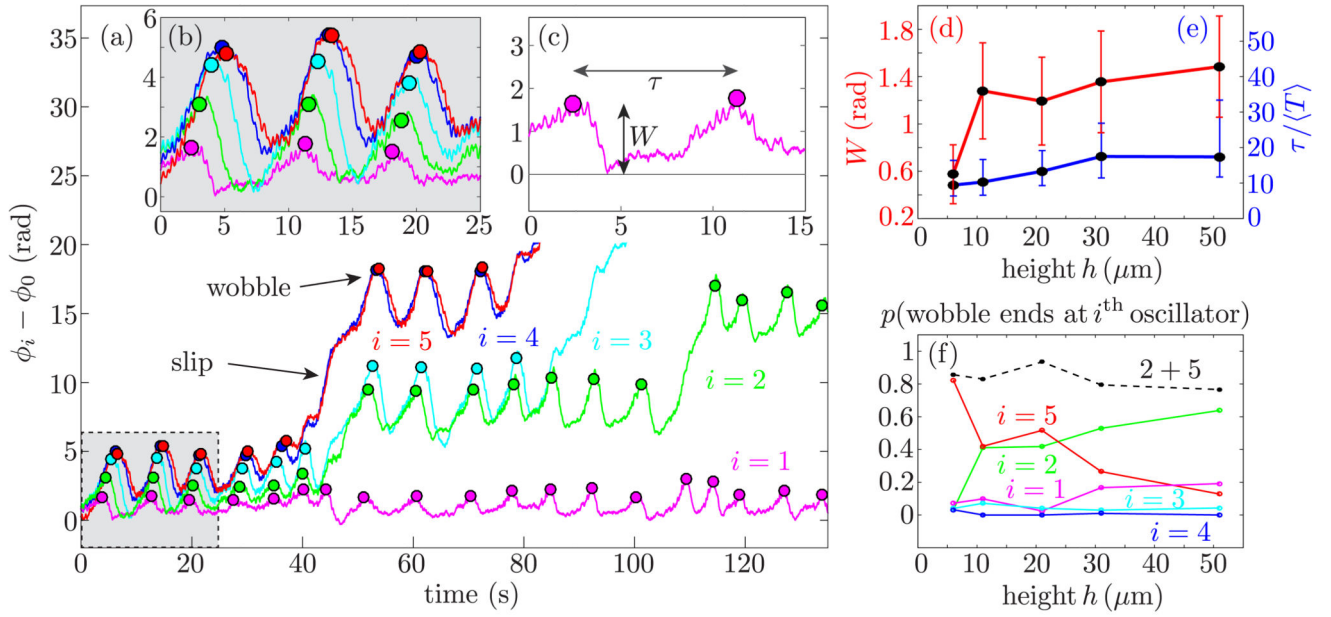 (a)
35
30
25
20
15
10
5
0
ϕᵢ − ϕ₀ (rad)
0 20 40 60 80 100 120
time (s)
wobble
slip
i = 5
i = 4
i = 3
i = 2
i = 1
(b)
6
4
2
0
0 5 10 15 20 25
(c)
3
2
1
0
0 5 10 15
τ
W
(d)
(e)
1.8
1.4
1
0.6
0.2
W (rad)
50
40
30
20
10
0
τ/⟨T⟩
0 10 20 30 40 50
height h (μm)
p(wobble ends at iᵗʰ oscillator)
(f)
1
0.8
0.6
0.4
0.2
0
2 + 5
i = 5
i = 2
i = 1
i = 3
i = 4
0 10 20 30 40 50
height h (μm)